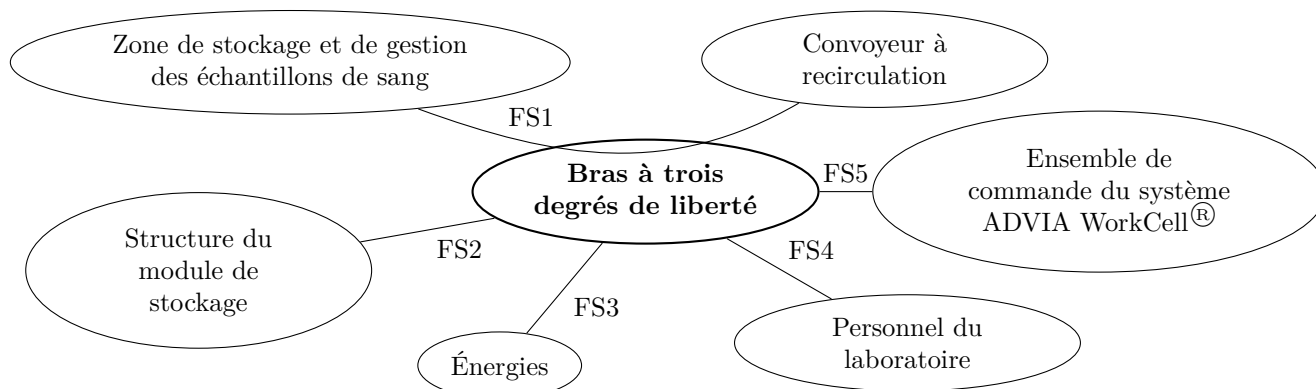 Zone de stockage et de gestion
des échantillons de sang
Convoyeur à
recirculation
FS1
Bras à trois
degrés de liberté
FS5
Ensemble de
commande du système
ADVIA WorkCell®
Structure du
module de
stockage
FS2
FS4
FS3
Énergies
Personnel du
laboratoire